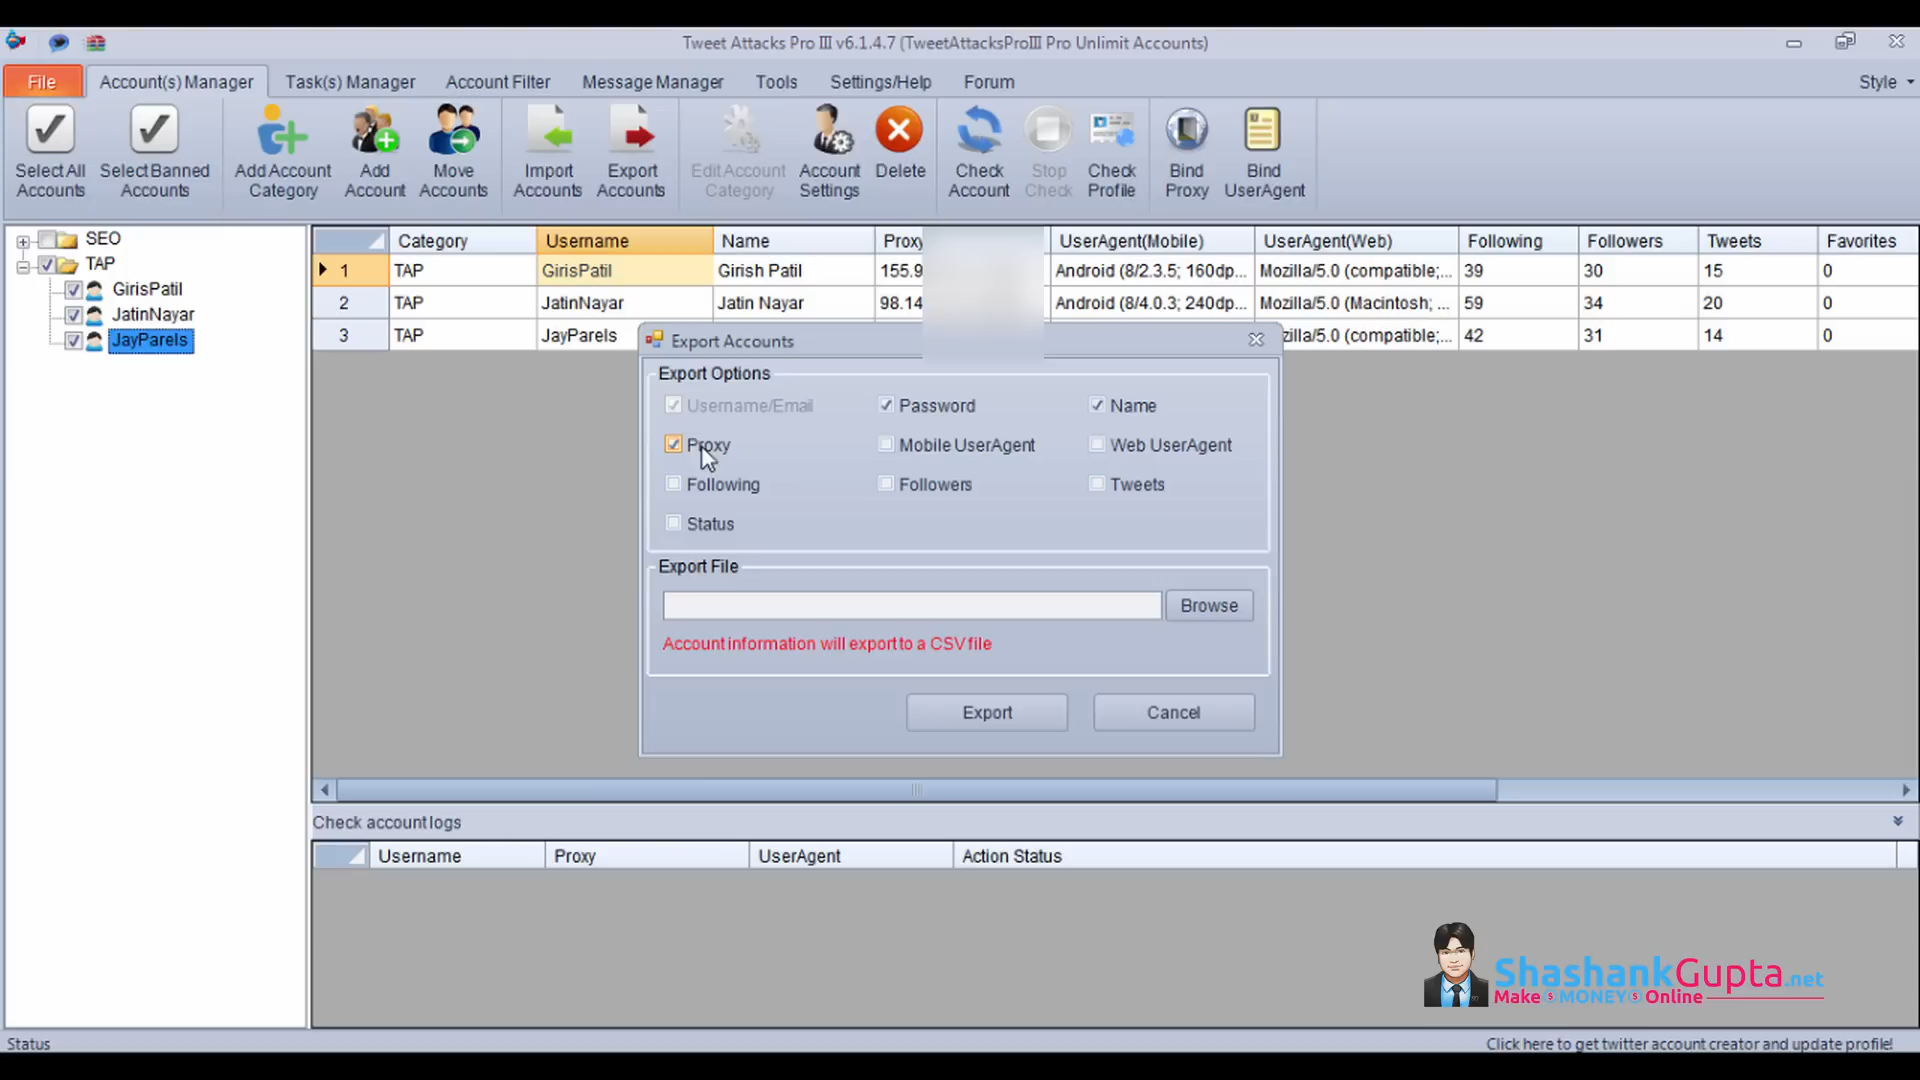 Tweet Attacks Pro III v6.1.4.7 (TweetAttacksProIII Pro Unlimit Accounts)
File Account(s) Manager Task(s) Manager Account Filter Message Manager Tools Settings/Help Forum Style
Select All Accounts
Select Banned Accounts
Add Account Category
Add Account
Move Accounts
Import Accounts
Export Accounts
Edit Account Category
Account Settings
Delete
Check Account
Stop Check
Check Profile
Bind Proxy
Bind UserAgent
SEO
TAP
GirisPatil
JatinNayar
JayParels
Category Username Name Proxy UserAgent(Mobile) UserAgent(Web) Following Followers Tweets Favorites
1 TAP GirisPatil Girish Patil 155.9 Android (8/2.3.5; 160dp... Mozilla/5.0 (compatible;... 39 30 15 0
2 TAP JatinNayar Jatin Nayar 98.14 Android (8/4.0.3; 240dp... Mozilla/5.0 (Macintosh; ... 59 34 20 0
3 TAP JayParels zilla/5.0 (compatible;... 42 31 14 0
Export Accounts
Export Options
Username/Email Password Name
Proxy Mobile UserAgent Web UserAgent
Following Followers Tweets
Status
Export File
Browse
Account information will export to a CSV file
Export Cancel
Check account logs
Username Proxy UserAgent Action Status
ShashankGupta.net
Make $MONEY$ Online
Status Click here to get twitter account creator and update profile!